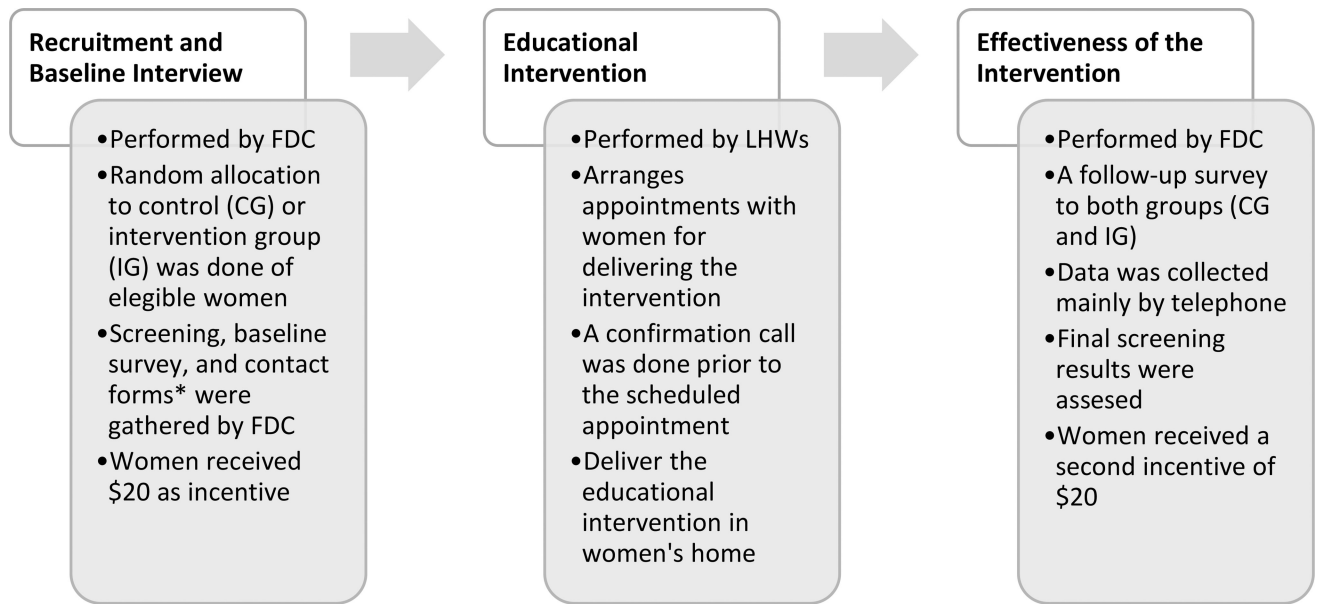 Recruitment and
Baseline Interview
•Performed by FDC
•Random allocation
to control (CG) or
intervention group
(IG) was done of
elegible women
•Screening, baseline
survey, and contact
forms* were
gathered by FDC
•Women received
$20 as incentive
Educational
Intervention
•Performed by LHWs
•Arranges
appointments with
women for
delivering the
intervention
•A confirmation call
was done prior to
the scheduled
appointment
•Deliver the
educational
intervention in
women's home
Effectiveness of the
Intervention
•Performed by FDC
•A follow-up survey
to both groups (CG
and IG)
•Data was collected
mainly by telephone
•Final screening
results were
assesed
•Women received a
second incentive of
$20